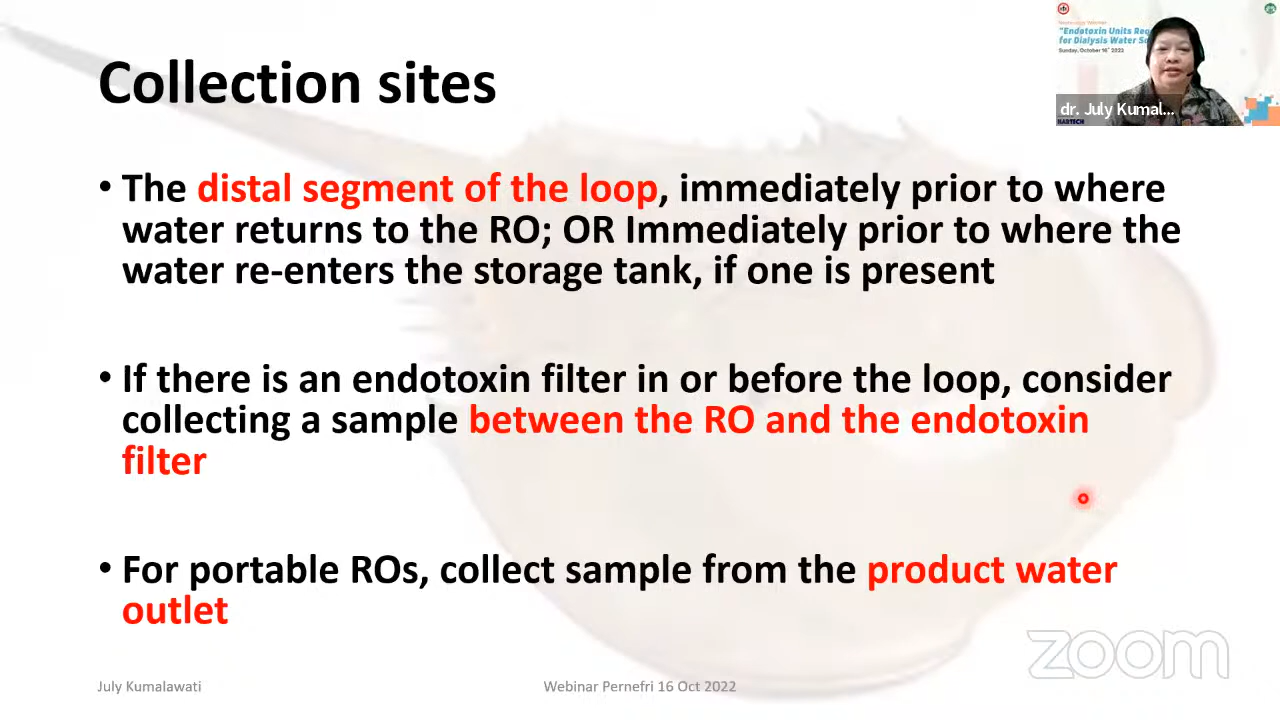 Collection sites
• The distal segment of the loop, immediately prior to where
water returns to the RO; OR Immediately prior to where the
water re-enters the storage tank, if one is present
• If there is an endotoxin filter in or before the loop, consider
collecting a sample between the RO and the endotoxin
filter
• For portable ROs, collect sample from the product water
outlet
July Kumalawati
Webinar Pernefri 16 Oct 2022
zoom
"Endotoxin Units
for Dialysis Water
Sunday, October 16th 2022
dr. July Kumal...